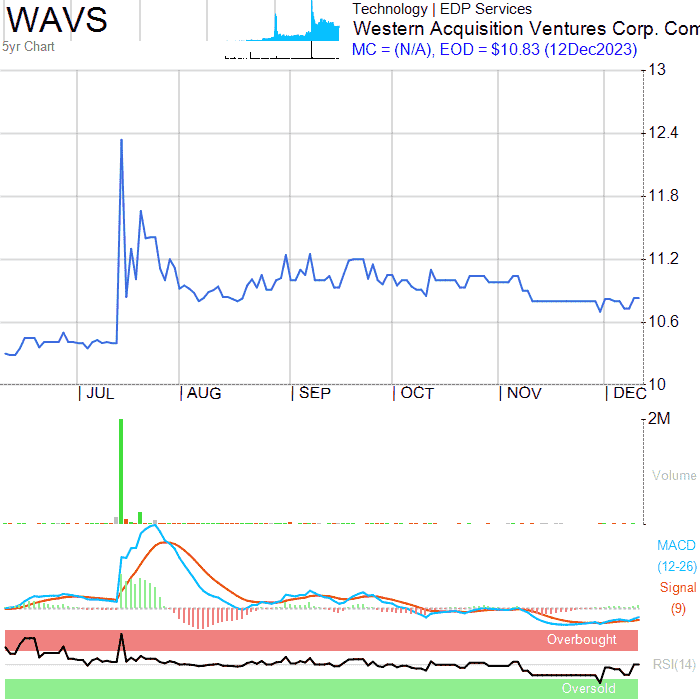 WAVS
5yr Chart
Technology | EDP Services
Western Acquisition Ventures Corp. Com
MC = (N/A), EOD = $10.83 (12Dec2023)
13
12.4
11.8
11.2
10.6
10
| JUL | AUG | SEP | OCT | NOV | DEC
2M
Volume
MACD
(12-26)
Signal
(9)
Overbought
RSI(14)
Oversold